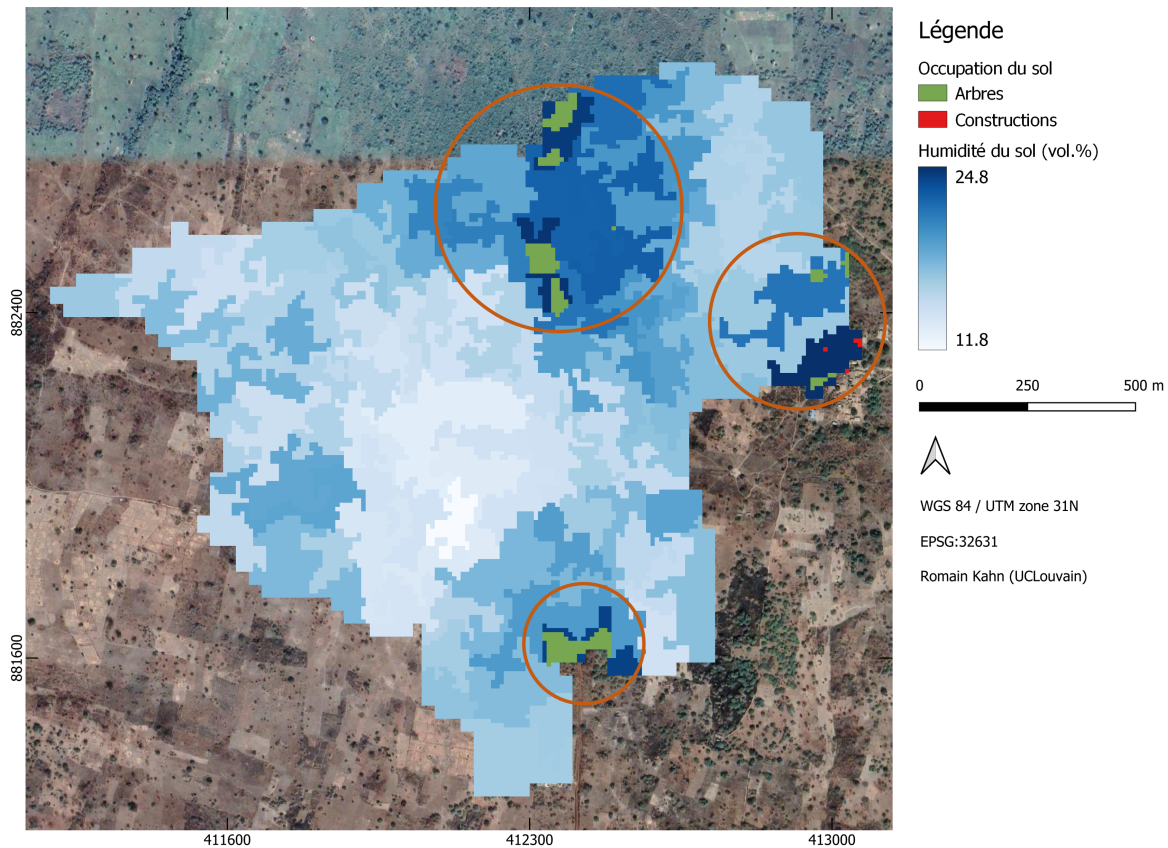 Légende
Occupation du sol
Arbres
Constructions
Humidité du sol (vol.%)
24.8
11.8
0 250 500 m
WGS 84 / UTM zone 31N
EPSG:32631
Romain Kahn (UCLouvain)
882400
881600
411600 412300 413000